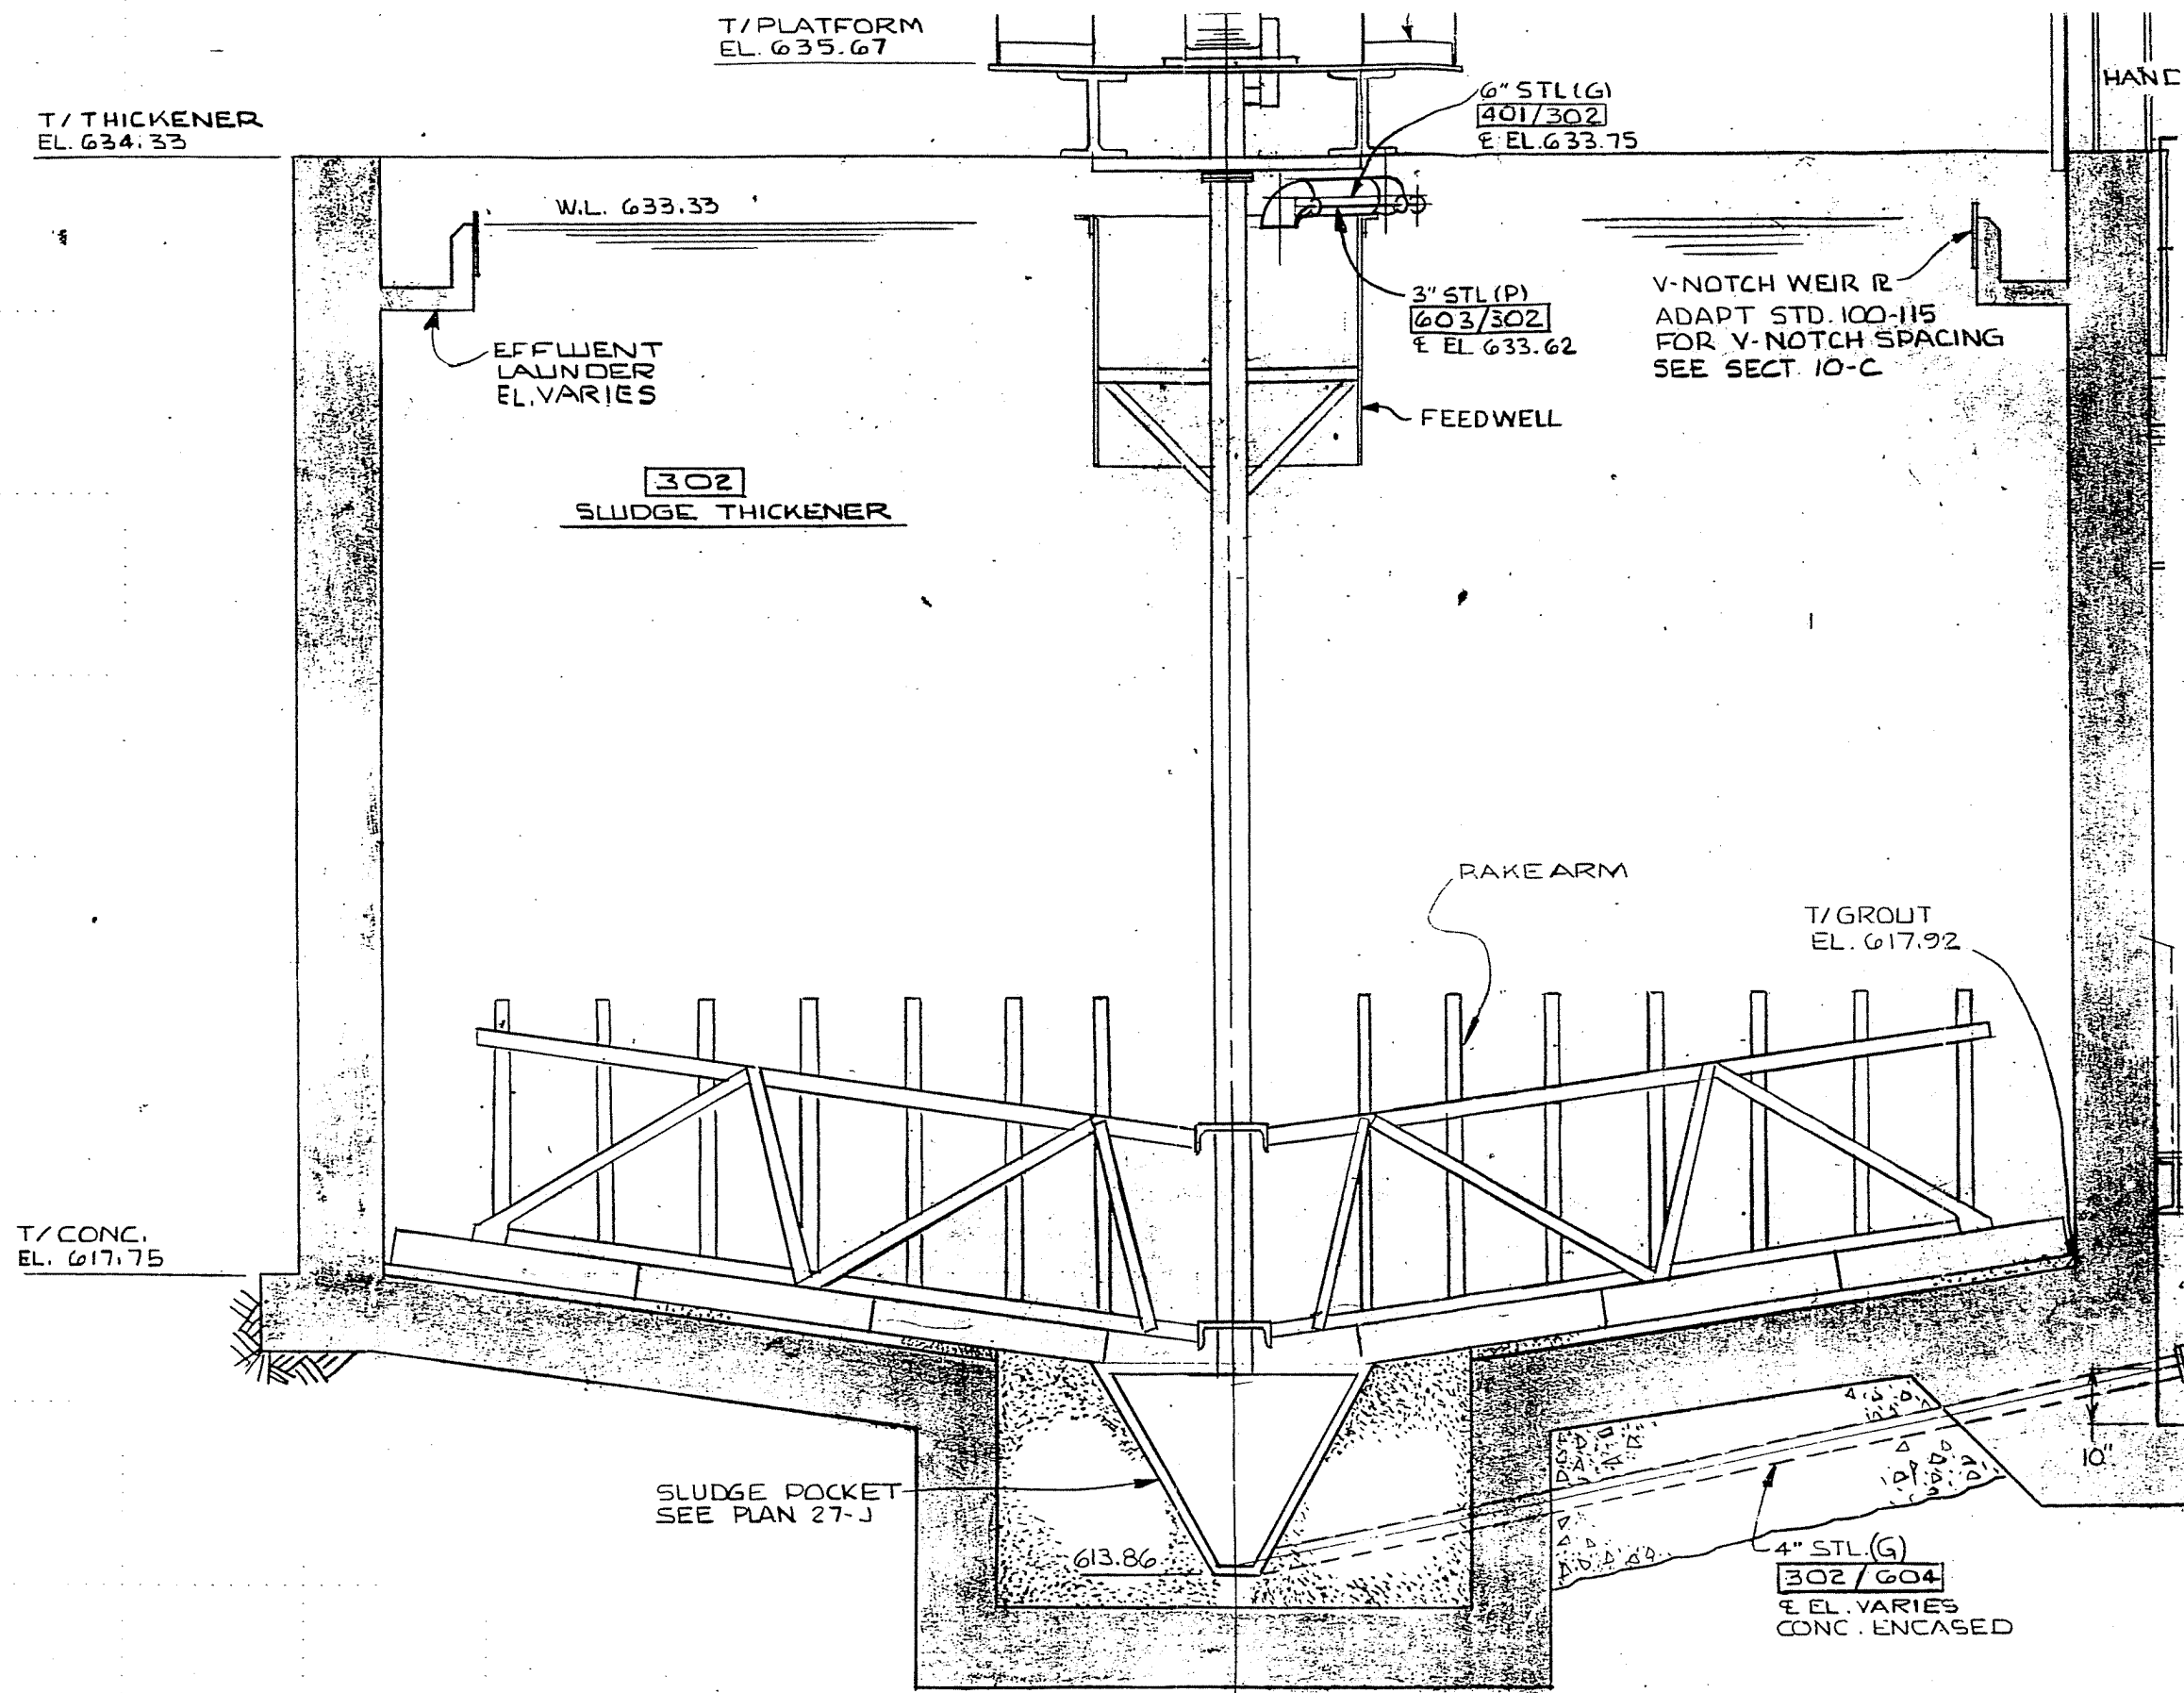 T/PLATFORM
EL. 635.67
T/THICKENER
EL. 634.33
6" STL (G)
401/302
℄ EL. 633.75
HAND
W.L. 633.33
3" STL (P)
603/302
℄ EL 633.62
V-NOTCH WEIR ⅊
ADAPT STD. 100-115
FOR V-NOTCH SPACING
SEE SECT. 10-C
EFFLUENT
LAUNDER
EL. VARIES
FEEDWELL
302
SLUDGE THICKENER
RAKE ARM
T/GROUT
EL. 617.92
T/CONC.
EL. 617.75
10"
SLUDGE POCKET
SEE PLAN 27-J
613.86
4" STL. (G)
302/604
℄ EL. VARIES
CONC. ENCASED